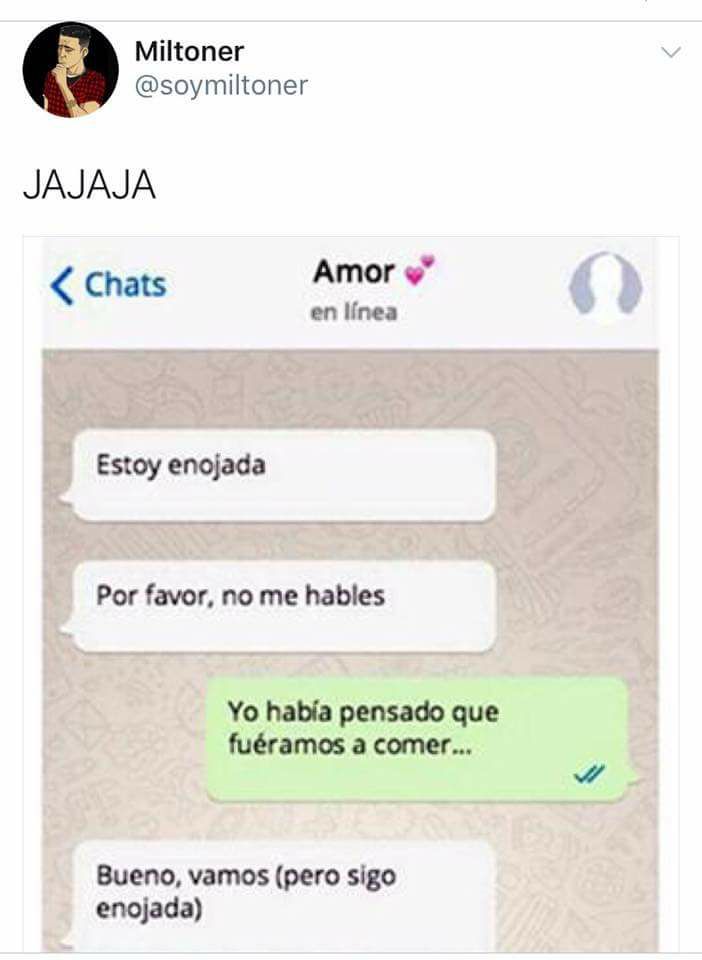 Miltoner
@soymiltoner
JAJAJA
Chats
Amor 💕
en línea
Estoy enojada
Por favor, no me hables
Yo había pensado que
fuéramos a comer...
Bueno, vamos (pero sigo
enojada)